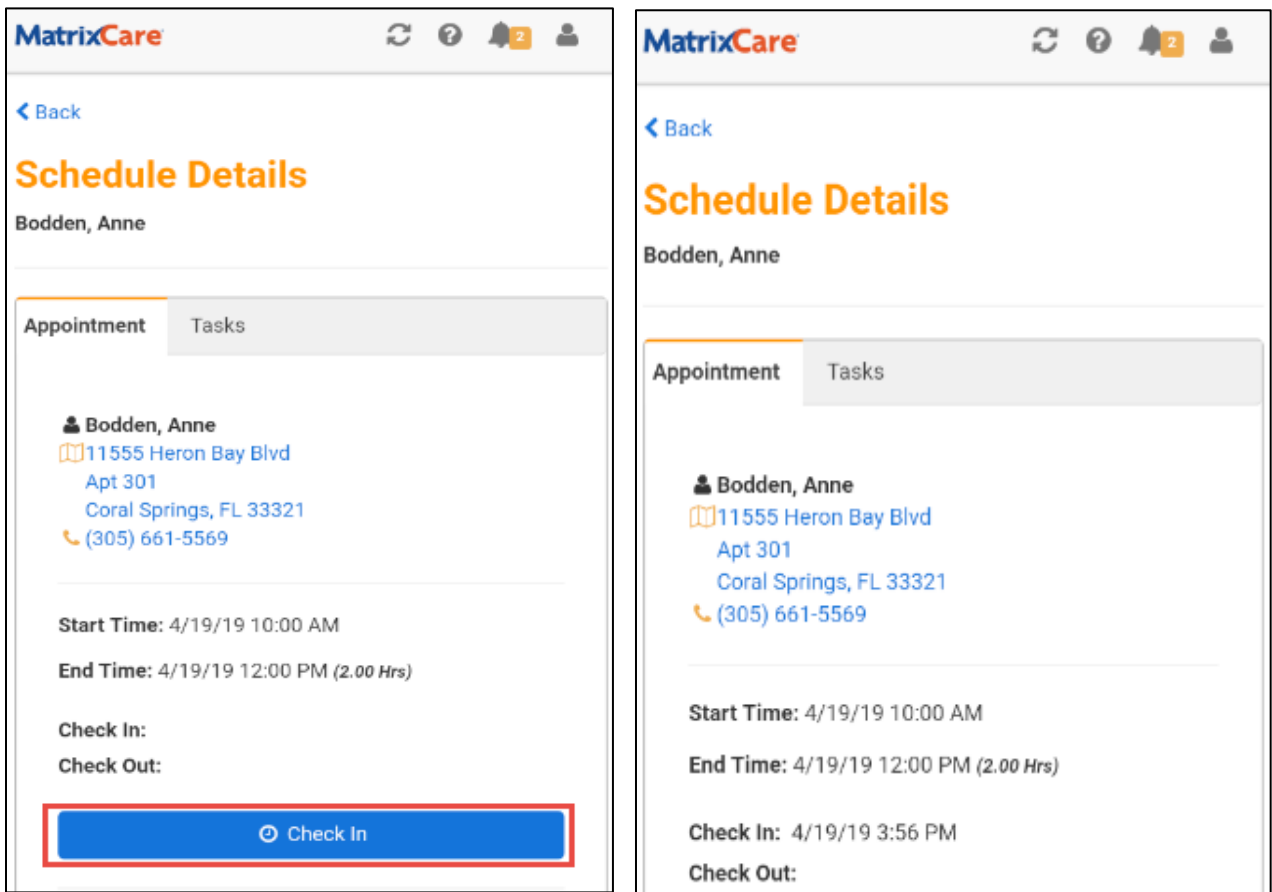 MatrixCare
2
Back
Schedule Details
Bodden, Anne
Appointment Tasks
Bodden, Anne
11555 Heron Bay Blvd
Apt 301
Coral Springs, FL 33321
(305) 661-5569
Start Time: 4/19/19 10:00 AM
End Time: 4/19/19 12:00 PM (2.00 Hrs)
Check In:
Check Out:
Check In
MatrixCare
2
Back
Schedule Details
Bodden, Anne
Appointment Tasks
Bodden, Anne
11555 Heron Bay Blvd
Apt 301
Coral Springs, FL 33321
(305) 661-5569
Start Time: 4/19/19 10:00 AM
End Time: 4/19/19 12:00 PM (2.00 Hrs)
Check In: 4/19/19 3:56 PM
Check Out: